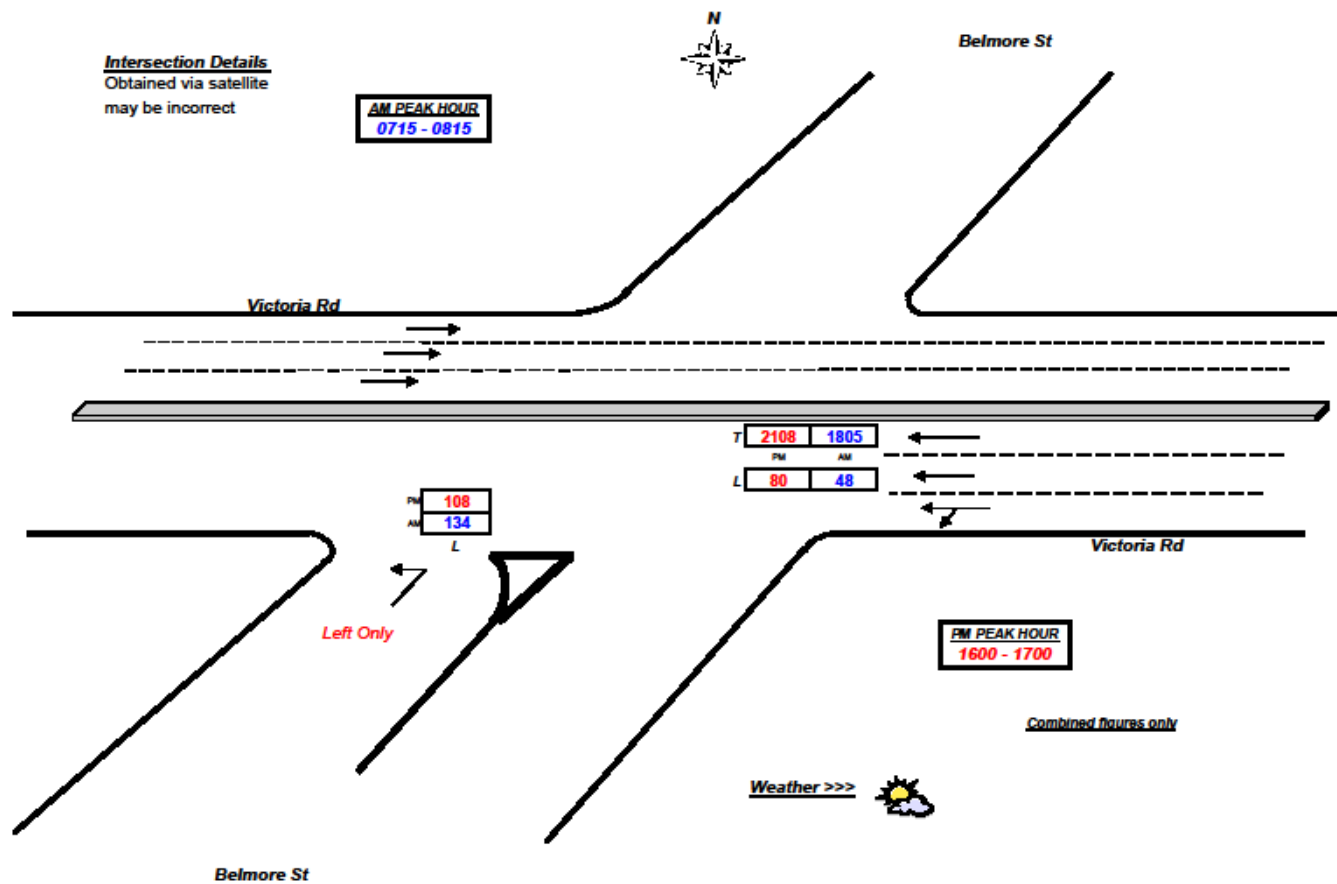 N
Belmore St
Intersection Details
Obtained via satellite
may be incorrect
AM PEAK HOUR
0715 - 0815
Victoria Rd
T 2108 1805
PM AM
L 80 48
PM 108
AM 134
L
Left Only
Victoria Rd
PM PEAK HOUR
1600 - 1700
Combined figures only
Weather >>>
Belmore St